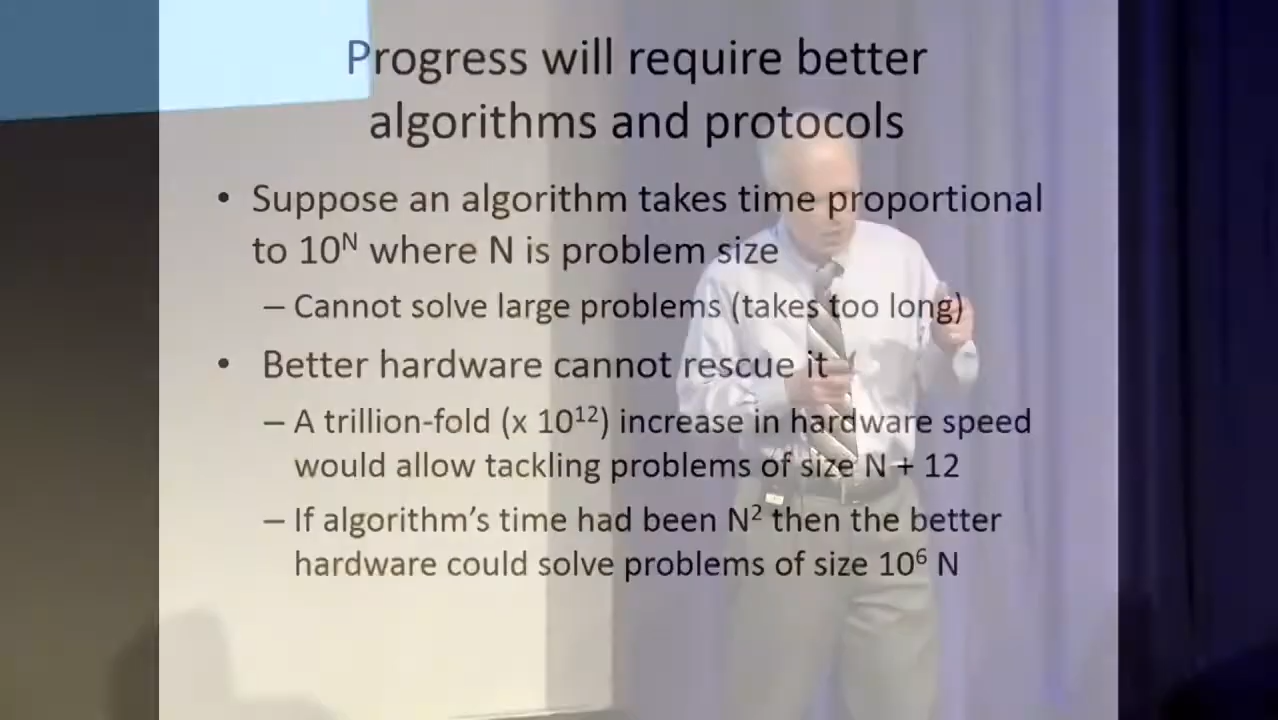 Progress will require better
algorithms and protocols
• Suppose an algorithm takes time proportional
to 10ᴺ where N is problem size
– Cannot solve large problems (takes too long)
• Better hardware cannot rescue it
– A trillion-fold (x 10¹²) increase in hardware speed
would allow tackling problems of size N + 12
– If algorithm's time had been N² then the better
hardware could solve problems of size 10⁶ N